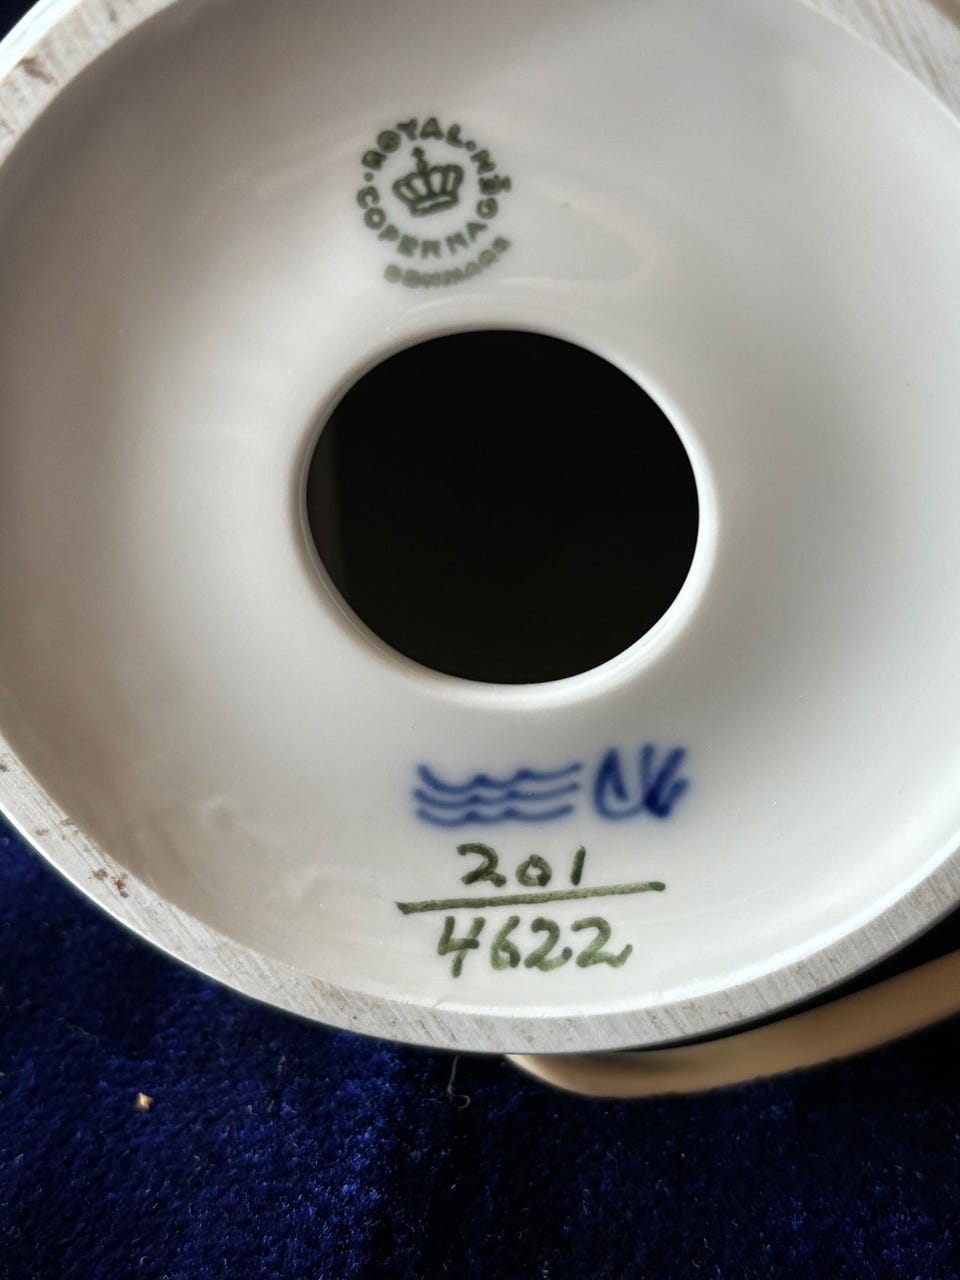 ROYAL COPENHAGEN
DENMARK
201
4622